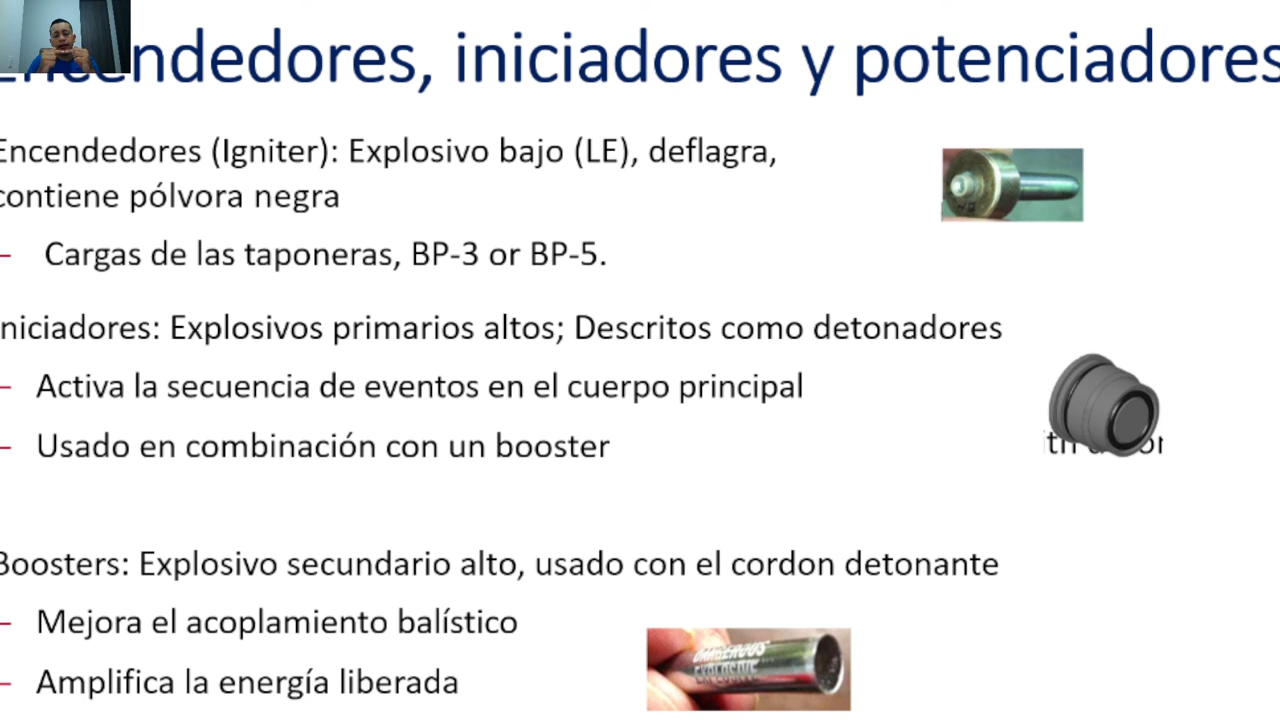 Encendedores, iniciadores y potenciadores
Encendedores (Igniter): Explosivo bajo (LE), deflagra,
contiene pólvora negra
– Cargas de las taponeras, BP-3 or BP-5.
Iniciadores: Explosivos primarios altos; Descritos como detonadores
– Activa la secuencia de eventos en el cuerpo principal
– Usado en combinación con un booster
Boosters: Explosivo secundario alto, usado con el cordon detonante
– Mejora el acoplamiento balístico
DANGEROUS
EXPLOSIVE
– Amplifica la energía liberada